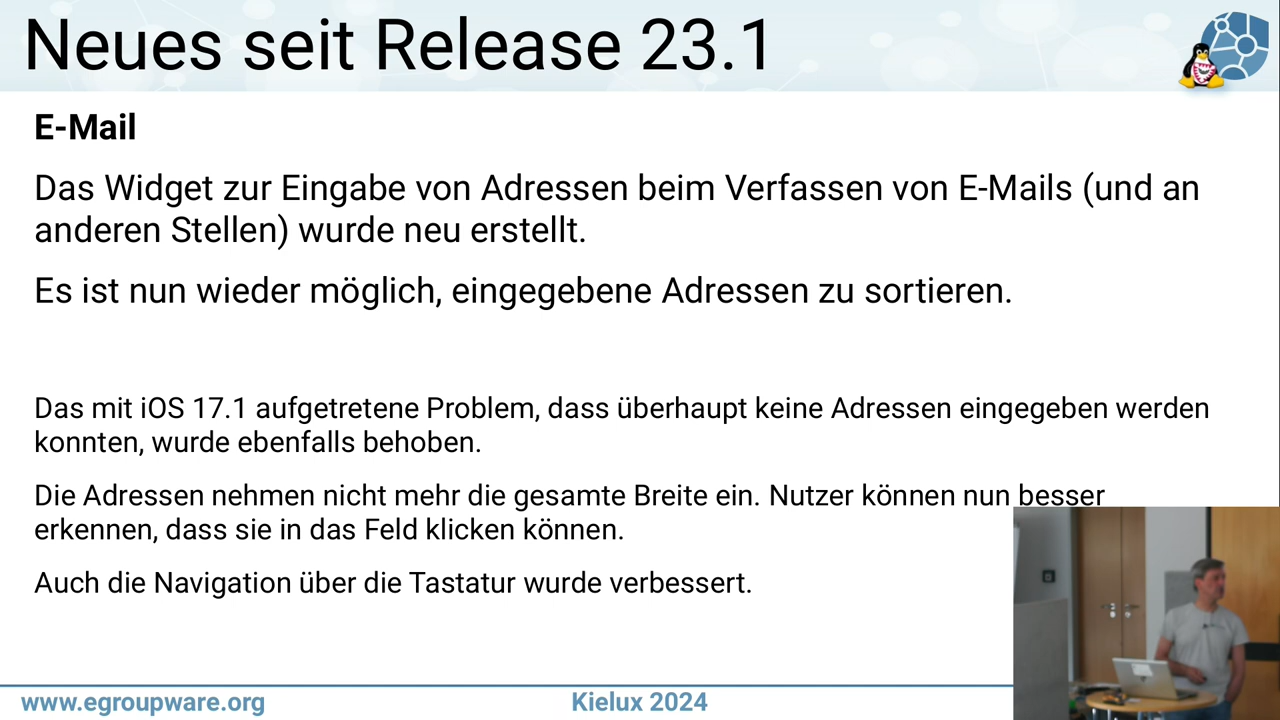 Neues seit Release 23.1
E-Mail
Das Widget zur Eingabe von Adressen beim Verfassen von E-Mails (und an
anderen Stellen) wurde neu erstellt.
Es ist nun wieder möglich, eingegebene Adressen zu sortieren.
Das mit iOS 17.1 aufgetretene Problem, dass überhaupt keine Adressen eingegeben werden
konnten, wurde ebenfalls behoben.
Die Adressen nehmen nicht mehr die gesamte Breite ein. Nutzer können nun besser
erkennen, dass sie in das Feld klicken können.
Auch die Navigation über die Tastatur wurde verbessert.
www.egroupware.org
Kielux 2024